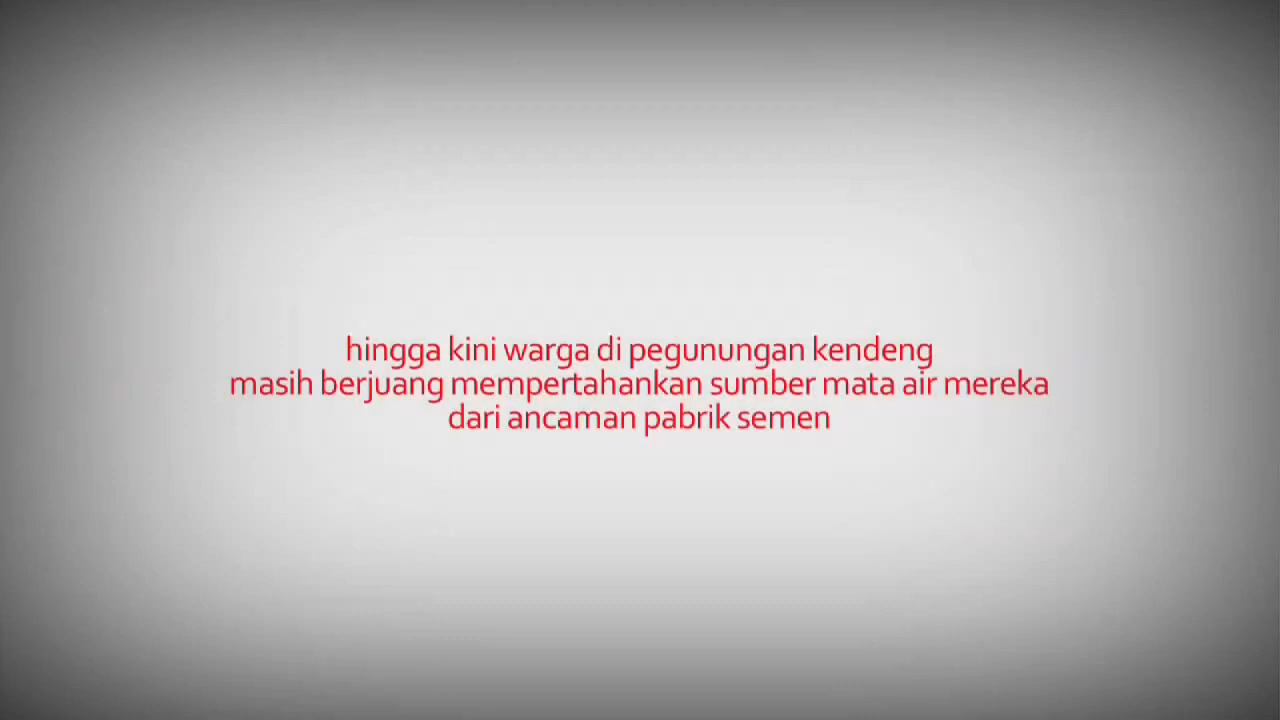 hingga kini warga di pegunungan kendeng
masih berjuang mempertahankan sumber mata air mereka
dari ancaman pabrik semen